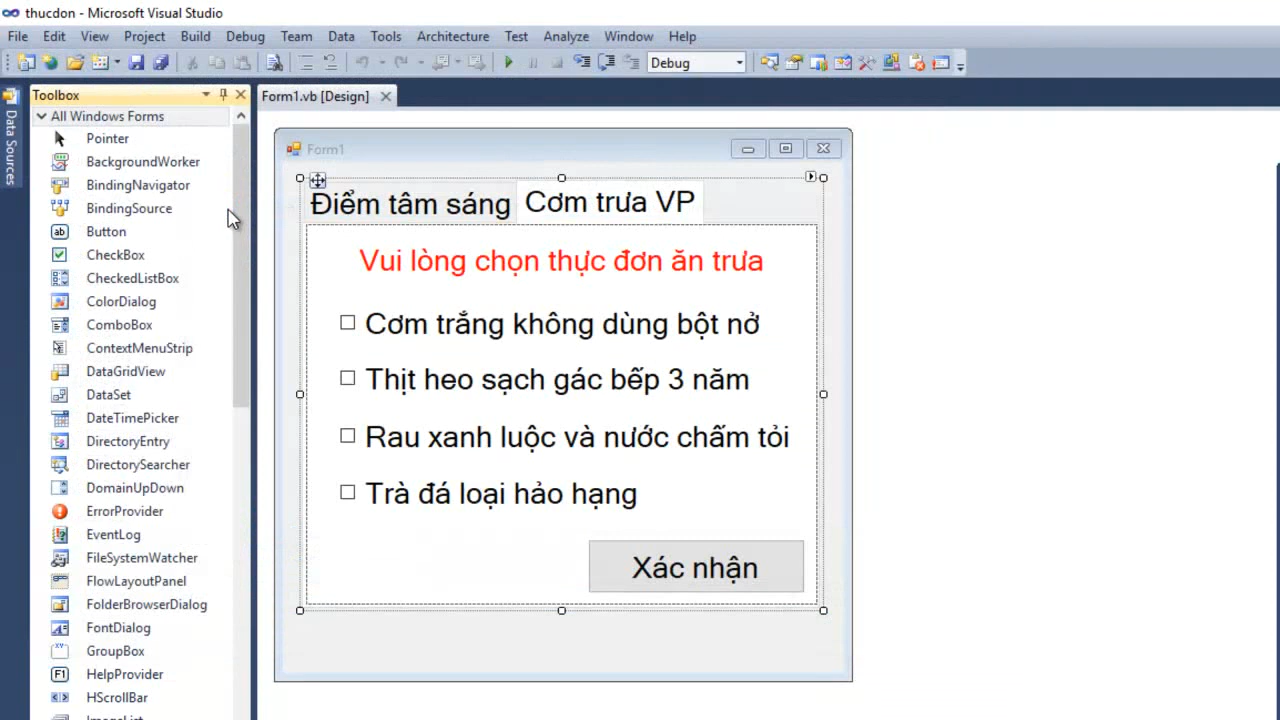 thucdon - Microsoft Visual Studio
File Edit View Project Build Debug Team Data Tools Architecture Test Analyze Window Help
Debug
Data Sources
Toolbox
All Windows Forms
Pointer
BackgroundWorker
BindingNavigator
BindingSource
Button
CheckBox
CheckedListBox
ColorDialog
ComboBox
ContextMenuStrip
DataGridView
DataSet
DateTimePicker
DirectoryEntry
DirectorySearcher
DomainUpDown
ErrorProvider
EventLog
FileSystemWatcher
FlowLayoutPanel
FolderBrowserDialog
FontDialog
GroupBox
HelpProvider
HScrollBar
ImageList
Form1.vb [Design]
Form1
Điểm tâm sáng Cơm trưa VP
Vui lòng chọn thực đơn ăn trưa
Cơm trắng không dùng bột nở
Thịt heo sạch gác bếp 3 năm
Rau xanh luộc và nước chấm tỏi
Trà đá loại hảo hạng
Xác nhận